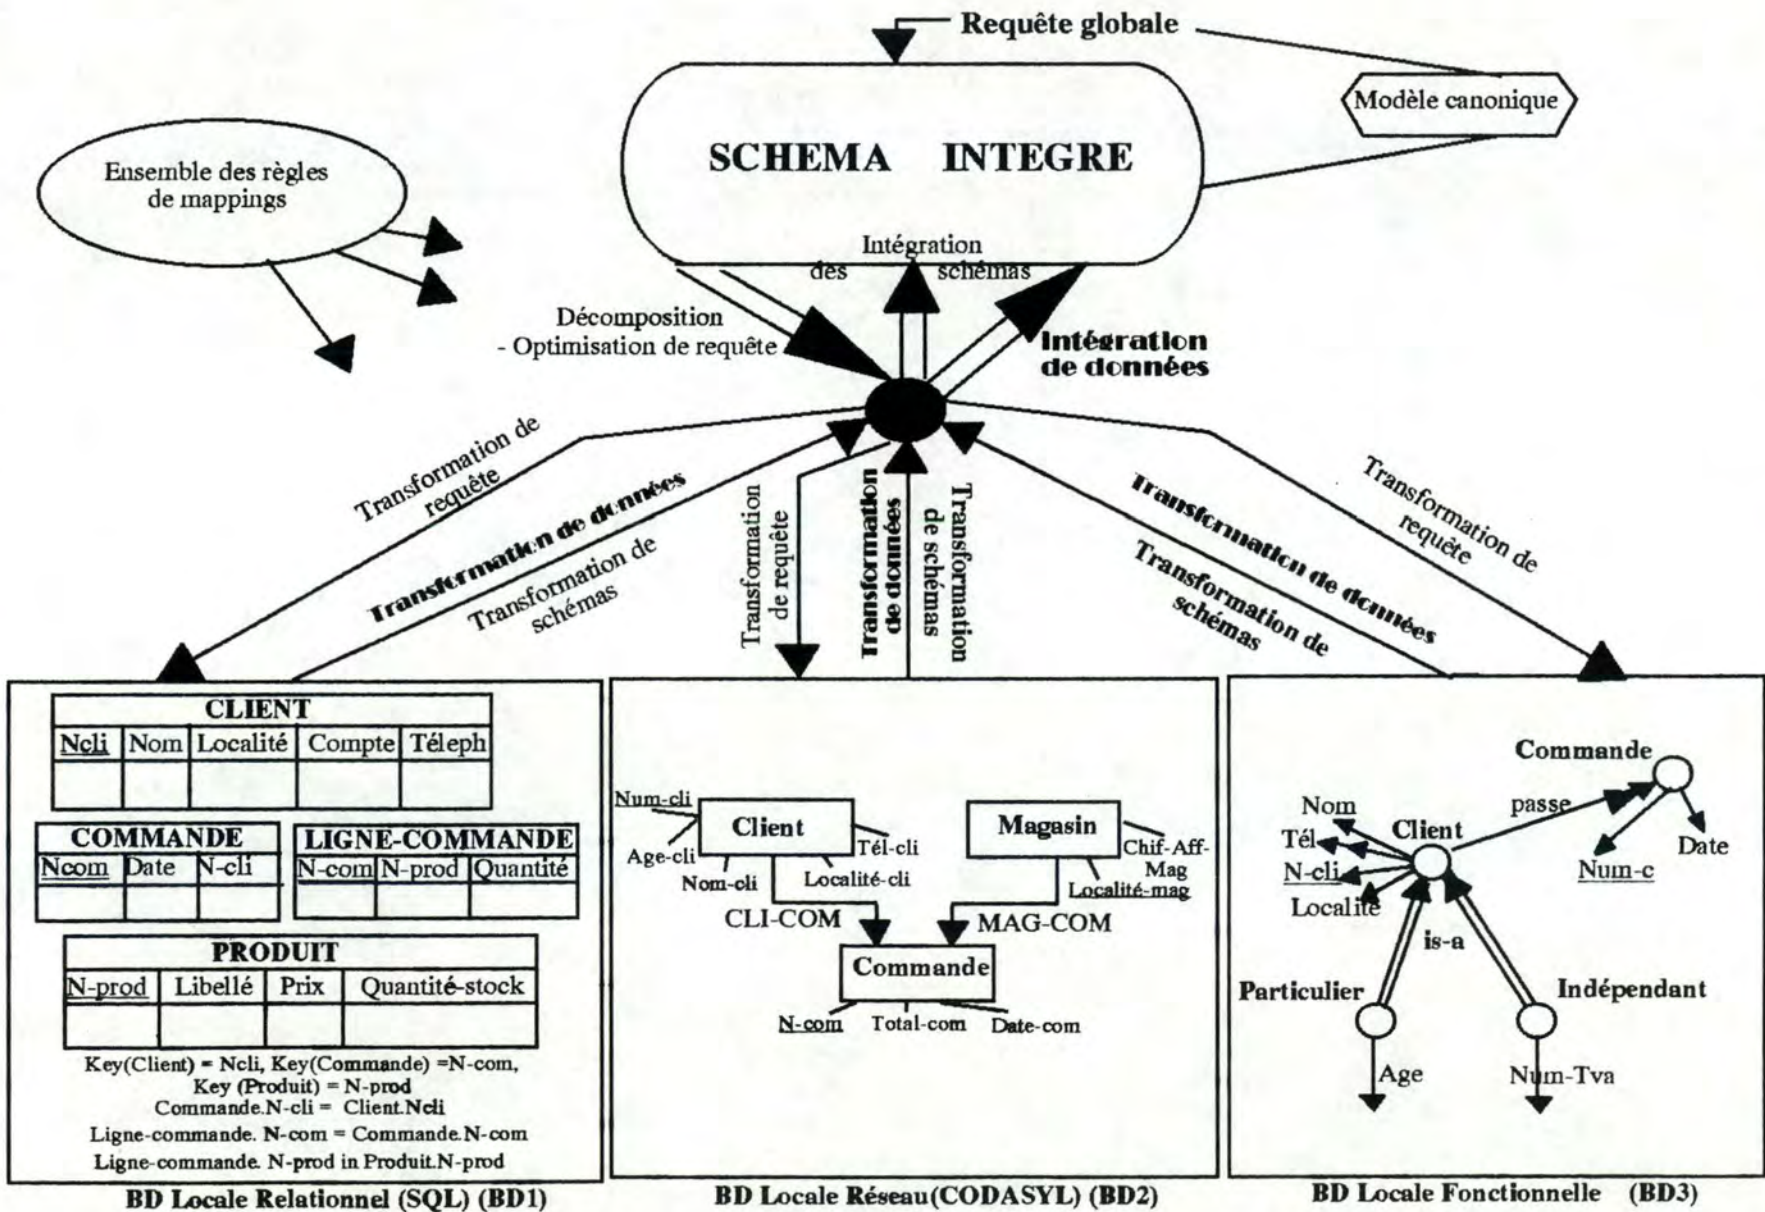 Requête globale
Modèle canonique
SCHEMA INTEGRE
Ensemble des règles
de mappings
Intégration
des schémas
Décomposition
- Optimisation de requête
Intégration
de données
Transformation de
requête
Transformation de données
Transformation de
schémas
Transformation
de requête
Transformation
de données
Transformation
de schémas
Transformation de
requête
Transformation de données
Transformation de
schémas
CLIENT
Ncli Nom Localité Compte Téleph
COMMANDE
Ncom Date N-cli
LIGNE-COMMANDE
N-com N-prod Quantité
PRODUIT
N-prod Libellé Prix Quantité-stock
Key(Client) = Ncli, Key(Commande) =N-com,
Key (Produit) = N-prod
Commande.N-cli = Client.Ncli
Ligne-commande. N-com = Commande.N-com
Ligne-commande. N-prod in Produit.N-prod
BD Locale Relationnel (SQL) (BD1)
Num-cli
Client
Age-cli
Nom-cli
Tél-cli
Localité-cli
Magasin
Chif-Aff-
Mag
Localité-mag
CLI-COM
MAG-COM
Commande
N-com
Total-com
Date-com
BD Locale Réseau(CODASYL) (BD2)
Commande
passe
Nom
Client
Tél
N-cli
Localité
Num-c
Date
is-a
Particulier
Indépendant
Age
Num-Tva
BD Locale Fonctionnelle (BD3)